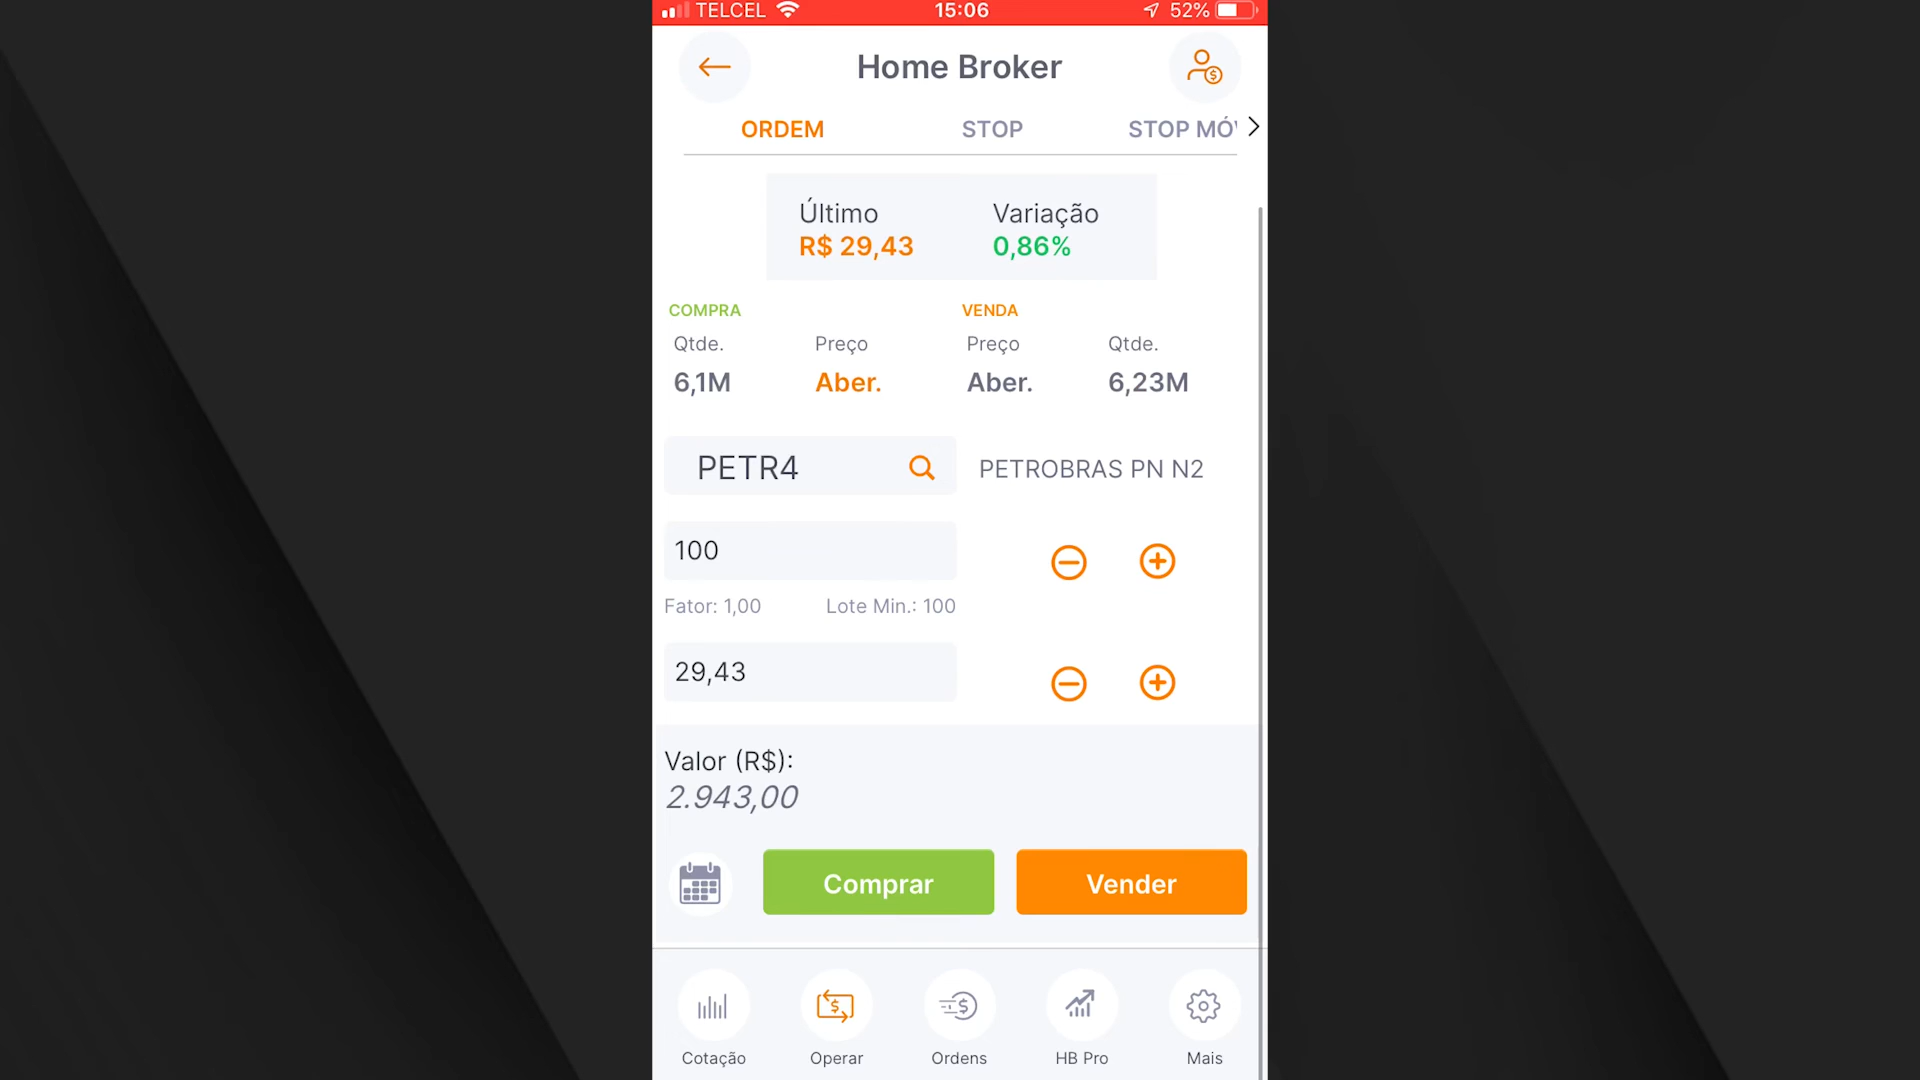 TELCEL 15:06 52%
Home Broker
ORDEM STOP STOP MÓ
Último Variação
R$ 29,43 0,86%
COMPRA VENDA
Qtde. Preço Preço Qtde.
6,1M Aber. Aber. 6,23M
PETR4 PETROBRAS PN N2
100
Fator: 1,00 Lote Min.: 100
29,43
Valor (R$):
2.943,00
Comprar Vender
Cotação Operar Ordens HB Pro Mais